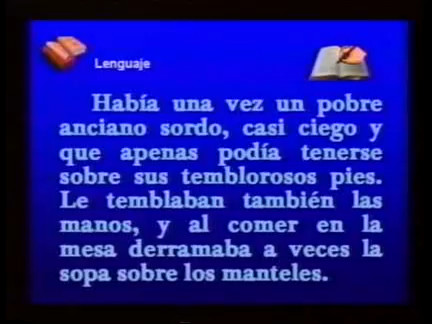 Lenguaje
Había una vez un pobre
anciano sordo, casi ciego y
que apenas podía tenerse
sobre sus temblorosos pies.
Le temblaban también las
manos, y al comer en la
mesa derramaba a veces la
sopa sobre los manteles.